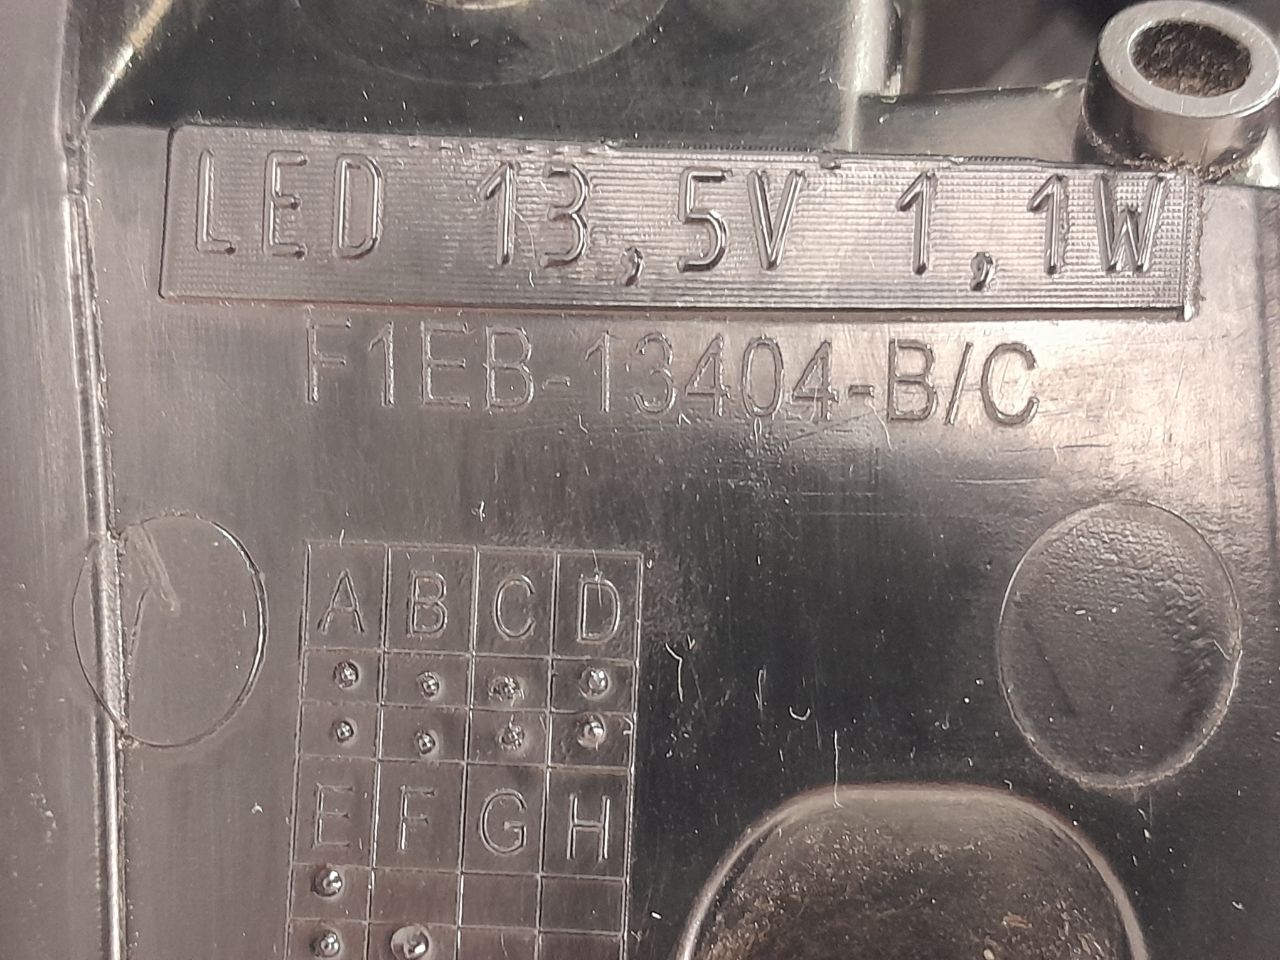 LED 13,5V 1,1W
F1EB-13404-B/C
A B C D
E F G H